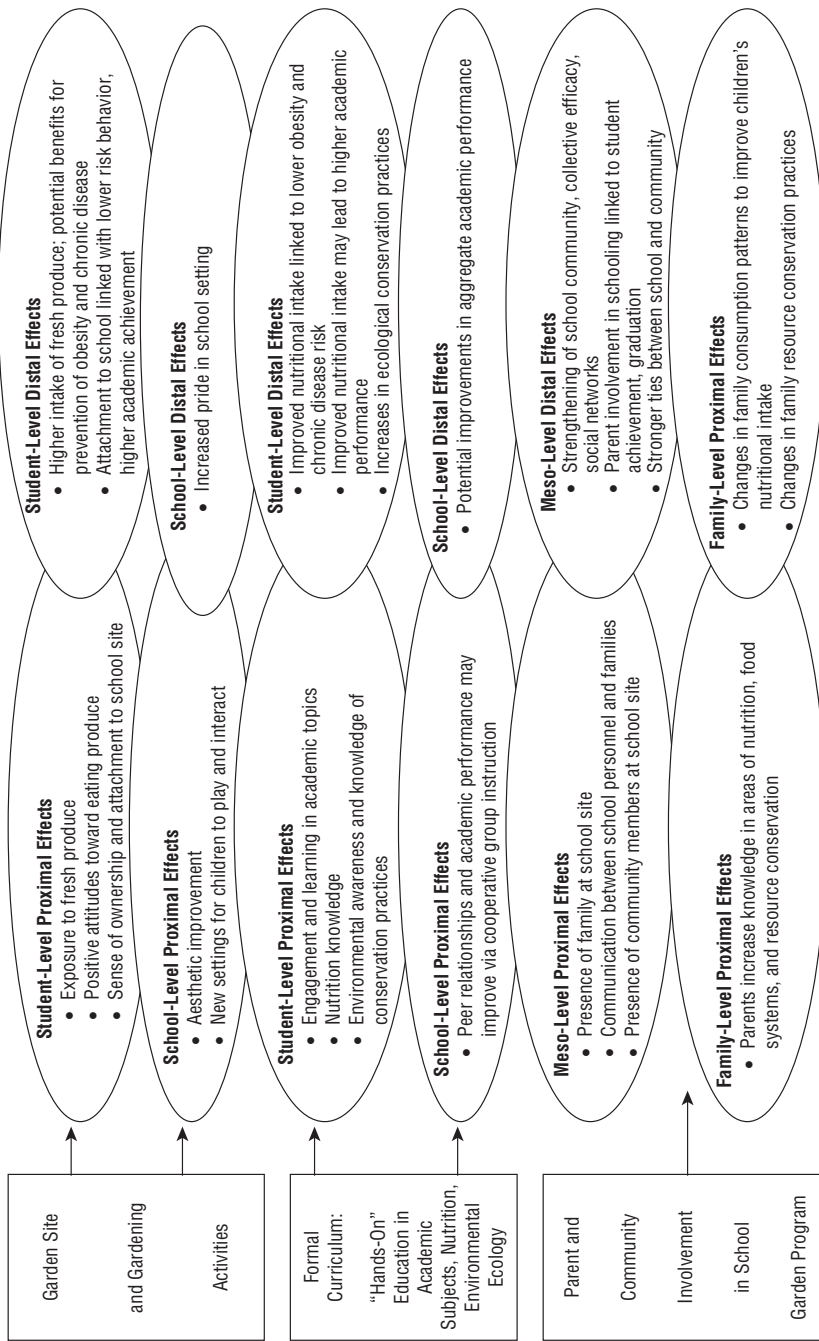 Garden Site
and Gardening
Activities
Student-Level Proximal Effects
• Exposure to fresh produce
• Positive attitudes toward eating produce
• Sense of ownership and attachment to school site
Student-Level Distal Effects
• Higher intake of fresh produce; potential benefits for
prevention of obesity and chronic disease
• Attachment to school linked with lower risk behavior,
higher academic achievement
School-Level Proximal Effects
• Aesthetic improvement
• New settings for children to play and interact
School-Level Distal Effects
• Increased pride in school setting
Formal
Curriculum:
“Hands-On”
Education in
Academic
Subjects, Nutrition,
Environmental
Ecology
Student-Level Proximal Effects
• Engagement and learning in academic topics
• Nutrition knowledge
• Environmental awareness and knowledge of
conservation practices
Student-Level Distal Effects
• Improved nutritional intake linked to lower obesity and
chronic disease risk
• Improved nutritional intake may lead to higher academic
performance
• Increases in ecological conservation practices
School-Level Proximal Effects
• Peer relationships and academic performance may
improve via cooperative group instruction
School-Level Distal Effects
• Potential improvements in aggregate academic performance
Parent and
Community
Involvement
in School
Garden Program
Meso-Level Proximal Effects
• Presence of family at school site
• Communication between school personnel and families
• Presence of community members at school site
Meso-Level Distal Effects
• Strengthening of school community, collective efficacy,
social networks
• Parent involvement in schooling linked to student
achievement, graduation
• Stronger ties between school and community
Family-Level Proximal Effects
• Parents increase knowledge in areas of nutrition, food
systems, and resource conservation
Family-Level Proximal Effects
• Changes in family consumption patterns to improve children’s
nutritional intake
• Changes in family resource conservation practices